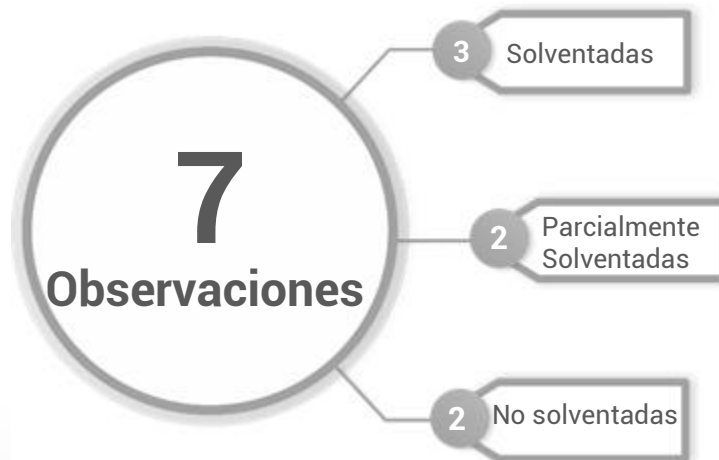 7
Observaciones
3
Solventadas
2
Parcialmente
Solventadas
2
No solventadas